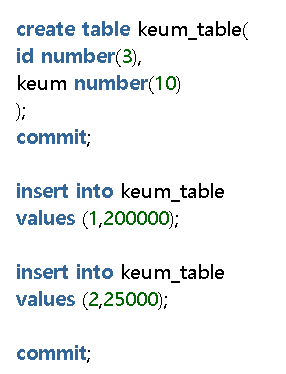 create table keum_table(
id number(3),
keum number(10)
);
commit;
insert into keum_table
values (1,200000);
insert into keum_table
values (2,25000);
commit;